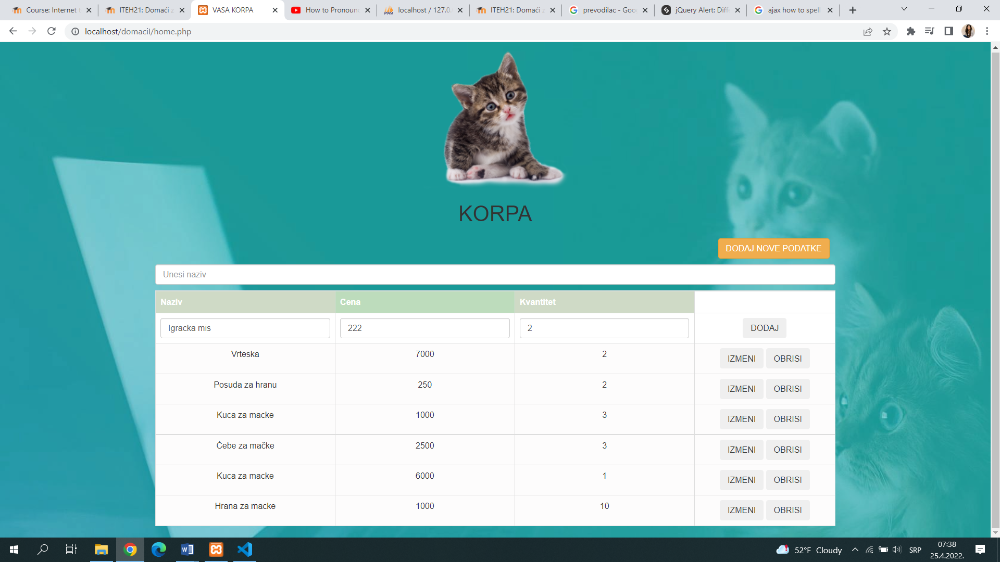 Course: Internet t
ITEH21: Domaći z
VASA KORPA
How to Pronoun
localhost / 127.0.
ITEH21: Domaći z
prevodilac - Goo
jQuery Alert: Diff
ajax how to spell
localhost/domacil/home.php
KORPA
DODAJ NOVE PODATKE
Unesi naziv
Naziv Cena Kvantitet
Igracka mis 222 2 DODAJ
Vrteska 7000 2 IZMENI OBRISI
Posuda za hranu 250 2 IZMENI OBRISI
Kuca za macke 1000 3 IZMENI OBRISI
Ćebe za mačke 2500 3 IZMENI OBRISI
Kuca za macke 6000 1 IZMENI OBRISI
Hrana za macke 1000 10 IZMENI OBRISI
52°F Cloudy
SRP
07:38
25.4.2022.